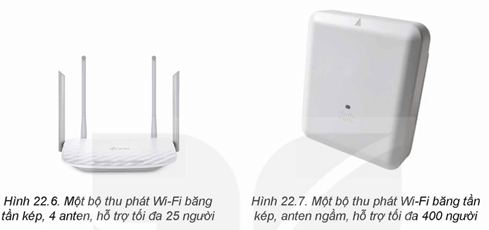 Hình 22.6. Một bộ thu phát Wi-Fi băng
tần kép, 4 anten, hỗ trợ tối đa 25 người
Hình 22.7. Một bộ thu phát Wi-Fi băng tần
kép, anten ngầm, hỗ trợ tối đa 400 người